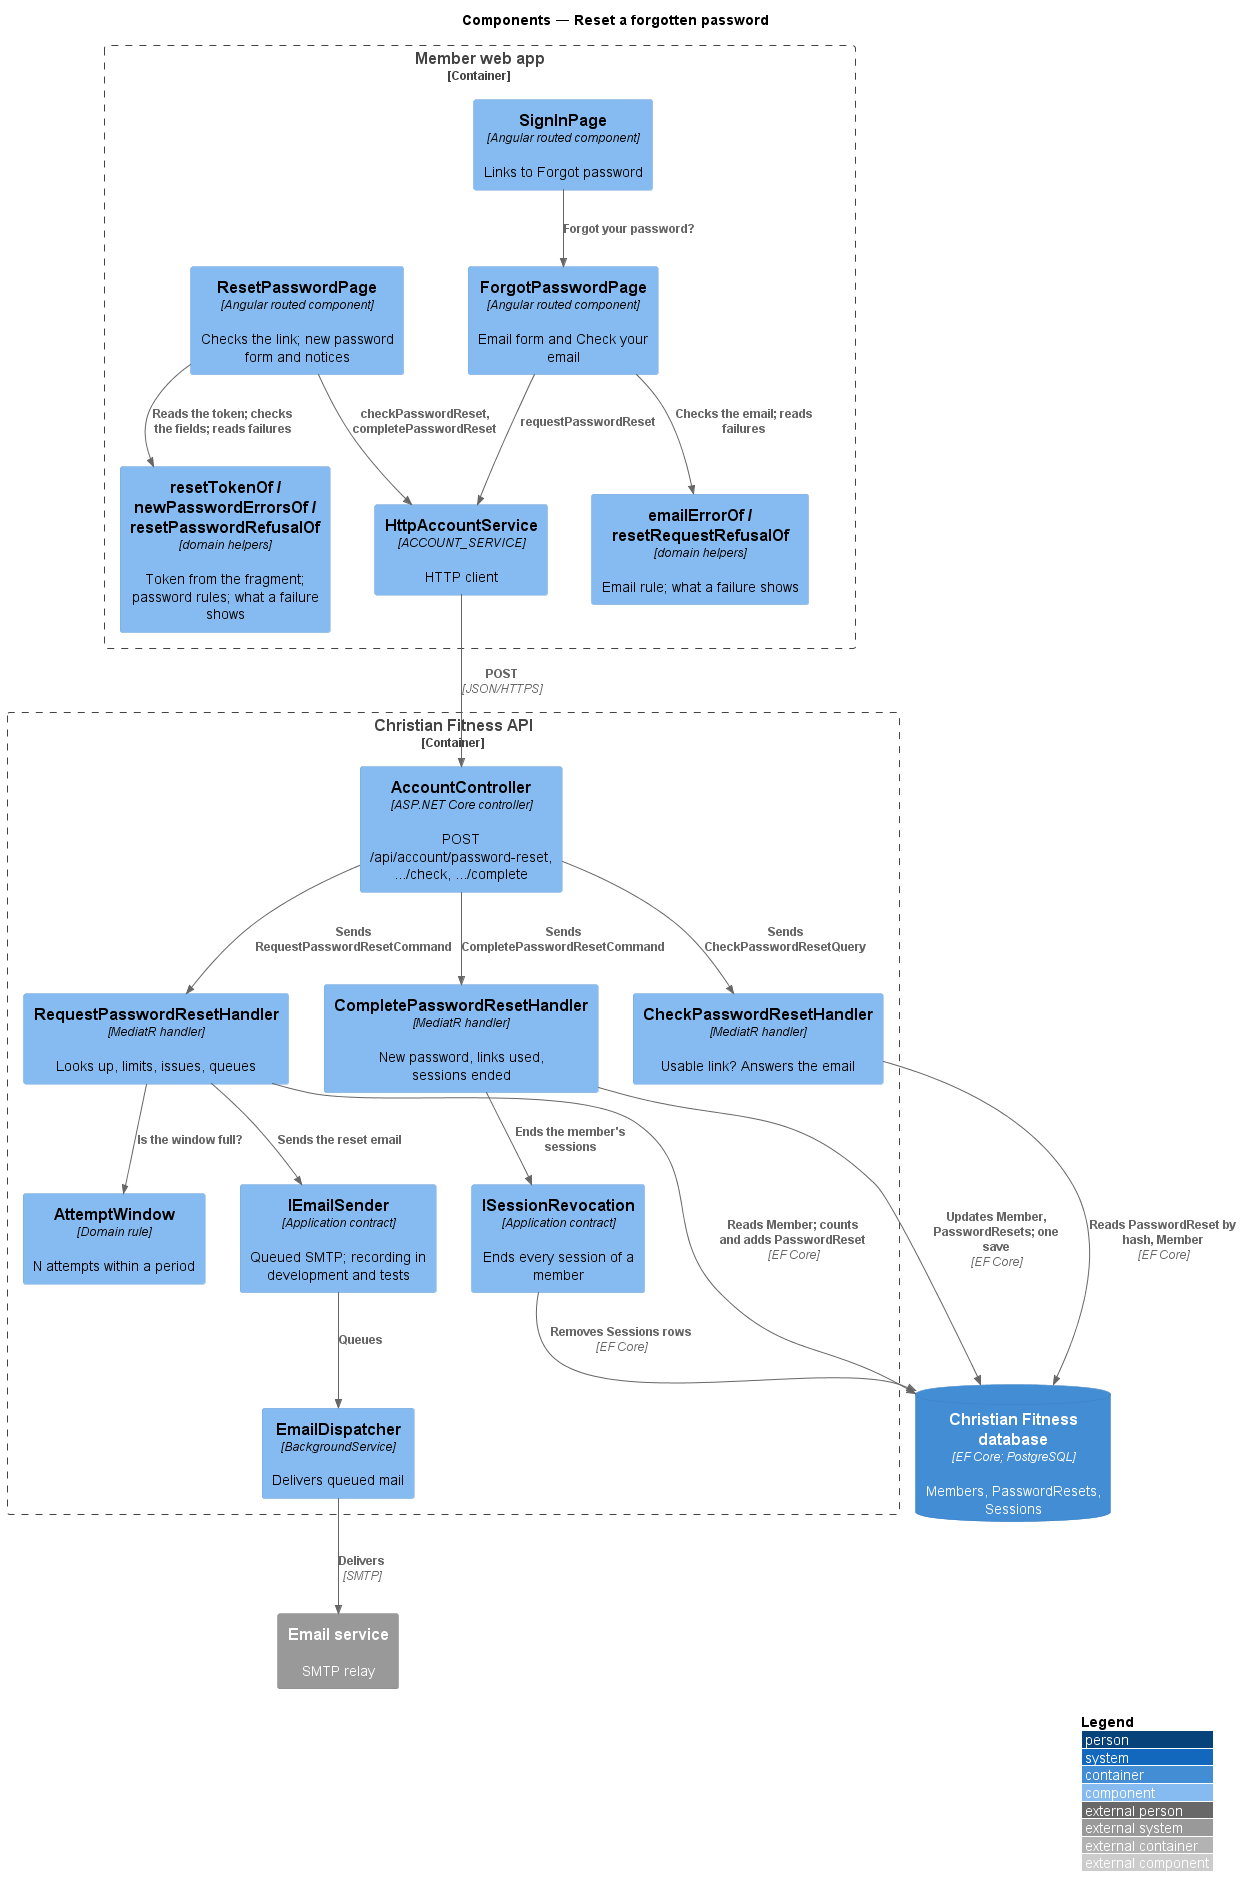 Components — Reset a forgotten password
Member web app
[Container]
SignInPage
[Angular routed component]
Links to Forgot password
Forgot your password?
ResetPasswordPage
[Angular routed component]
Checks the link; new password
form and notices
ForgotPasswordPage
[Angular routed component]
Email form and Check your
email
Reads the token; checks
the fields; reads failures
checkPasswordReset,
completePasswordReset
requestPasswordReset
Checks the email; reads
failures
resetTokenOf /
newPasswordErrorsOf /
resetPasswordRefusalOf
[domain helpers]
Token from the fragment;
password rules; what a failure
shows
HttpAccountService
[ACCOUNT_SERVICE]
HTTP client
emailErrorOf /
resetRequestRefusalOf
[domain helpers]
Email rule; what a failure shows
POST
[JSON/HTTPS]
Christian Fitness API
[Container]
AccountController
[ASP.NET Core controller]
POST
/api/account/password-reset,
.../check, .../complete
Sends
RequestPasswordResetCommand
Sends
CompletePasswordResetCommand
Sends
CheckPasswordResetQuery
RequestPasswordResetHandler
[MediatR handler]
Looks up, limits, issues, queues
CompletePasswordResetHandler
[MediatR handler]
New password, links used,
sessions ended
CheckPasswordResetHandler
[MediatR handler]
Usable link? Answers the email
Is the window full?
Sends the reset email
Ends the member's
sessions
AttemptWindow
[Domain rule]
N attempts within a period
IEmailSender
[Application contract]
Queued SMTP; recording in
development and tests
ISessionRevocation
[Application contract]
Ends every session of a
member
Reads Member; counts
and adds PasswordReset
[EF Core]
Updates Member,
PasswordResets; one
save
[EF Core]
Reads PasswordReset by
hash, Member
[EF Core]
Queues
Removes Sessions rows
[EF Core]
EmailDispatcher
[BackgroundService]
Delivers queued mail
Christian Fitness
database
[EF Core; PostgreSQL]
Members, PasswordResets,
Sessions
Delivers
[SMTP]
Email service
SMTP relay
Legend
person
system
container
component
external person
external system
external container
external component